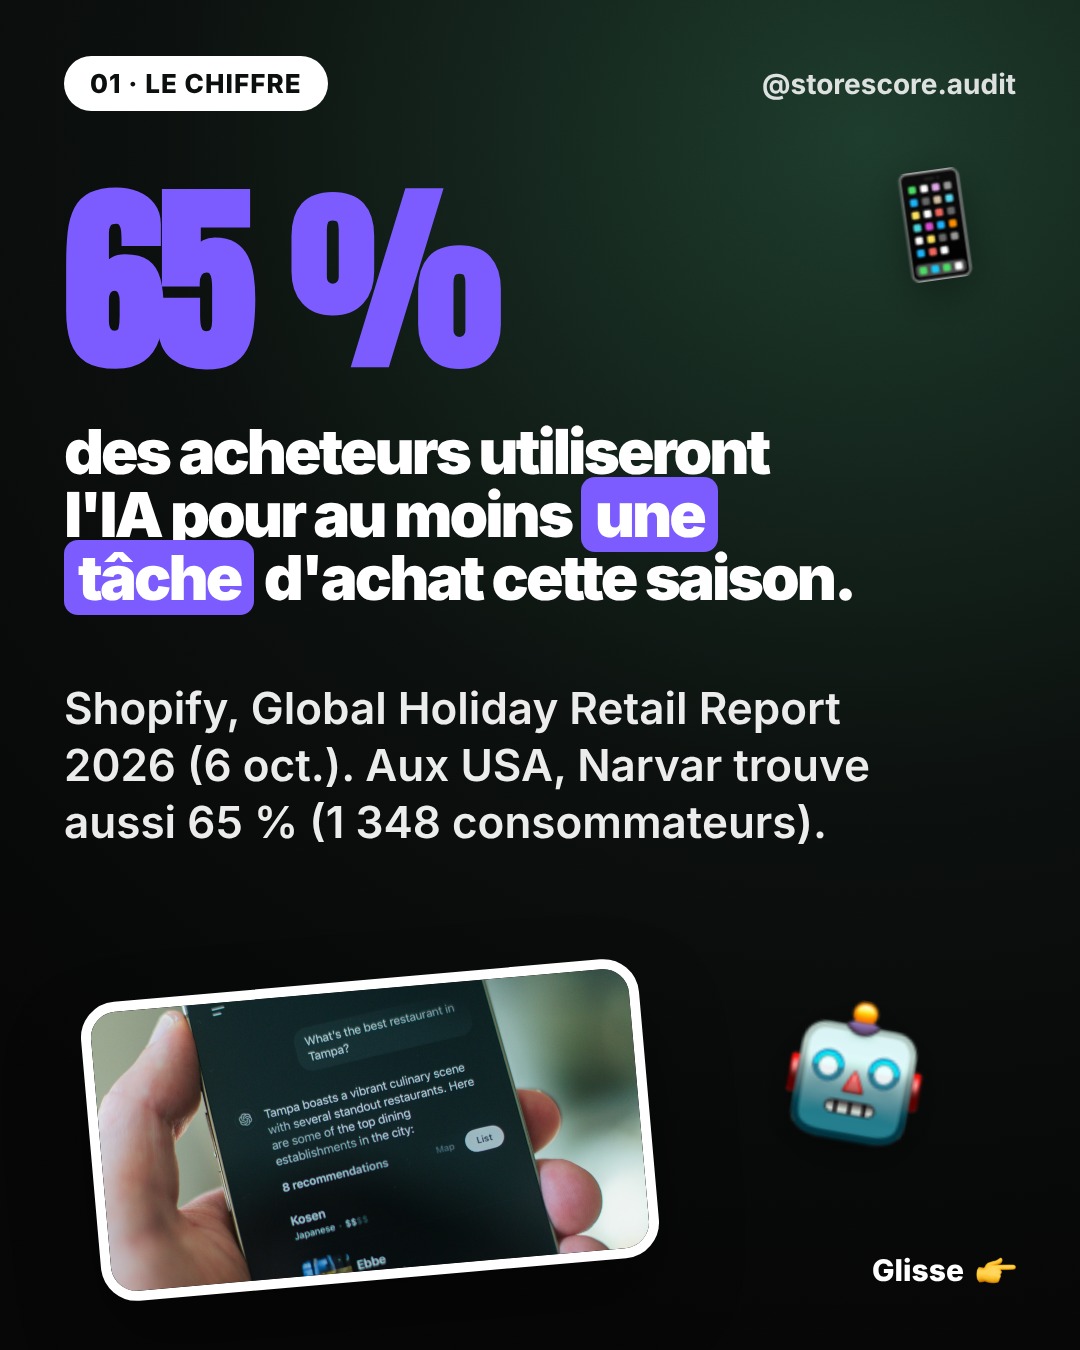 01 · LE CHIFFRE
@storescore.audit
65 %
des acheteurs utiliseront
l'IA pour au moins une
tâche d'achat cette saison.
Shopify, Global Holiday Retail Report
2026 (6 oct.). Aux USA, Narvar trouve
aussi 65 % (1 348 consommateurs).
What's the best restaurant in
Tampa?
Tampa boasts a vibrant culinary scene
with several standout restaurants. Here
are some of the top dining
establishments in the city:
Map List
8 recommendations
Kosen
Japanese · $$$$
Ebbe
Glisse 👉